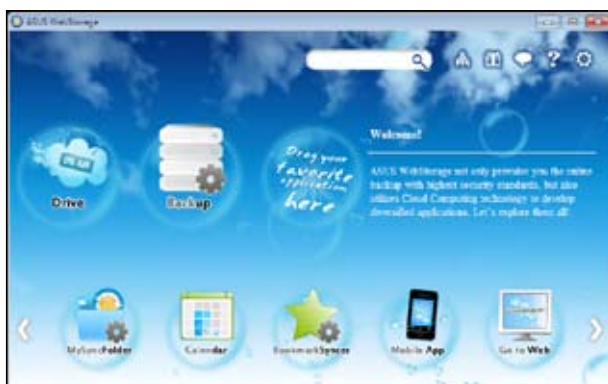 ASUS WebStorage
Welcome!
ASUS WebStorage not only provides you the online
backup with highest security standards, but also
utilizes Cloud Computing technology to develop
diversified applications. Let's explore them all!
Drag your
favorite
application
here
Drive
Backup
MySyncFolder
Calendar
BookmarkSyncer
Mobile App
Go to Web